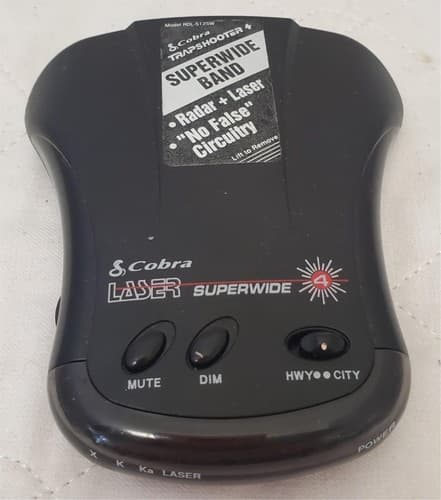 Model RDL-512SW
Cobra
TRAPSHOOTER 4
SUPERWIDE
BAND
• Radar + Laser
• "No False"
Circuitry
Lift to Remove
Cobra
LASER SUPERWIDE 4
MUTE
DIM
HWY●●CITY
X K Ka LASER
POWER